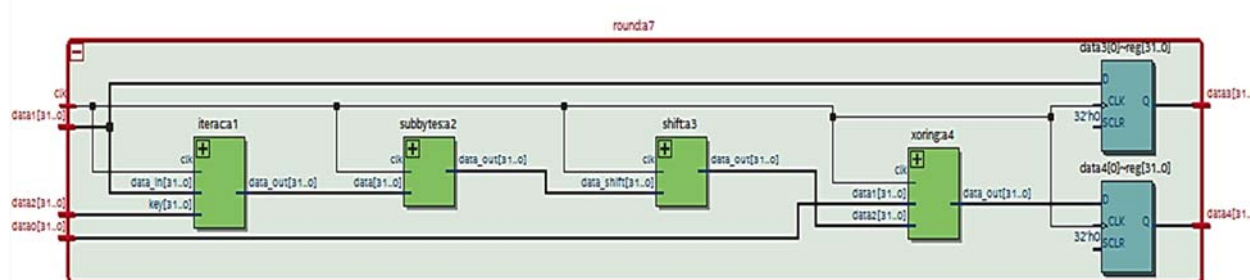 round:a7
data3[0]~reg[31..0]
D
CLK
Q
32'h0
SCLR
data3[31..
clk
data1[31..0]
iterac:a1
clk
data_in[31..0]
key[31..0]
data_out[31..0]
subbytes:a2
clk
data[31..0]
data_out[31..0]
shift:a3
clk
data_shift[31..0]
data_out[31..0]
xoring:a4
clk
data1[31..0]
data2[31..0]
data_out[31..0]
data4[0]~reg[31..0]
D
CLK
Q
32'h0
SCLR
data4[31..
data2[31..0]
data0[31..0]